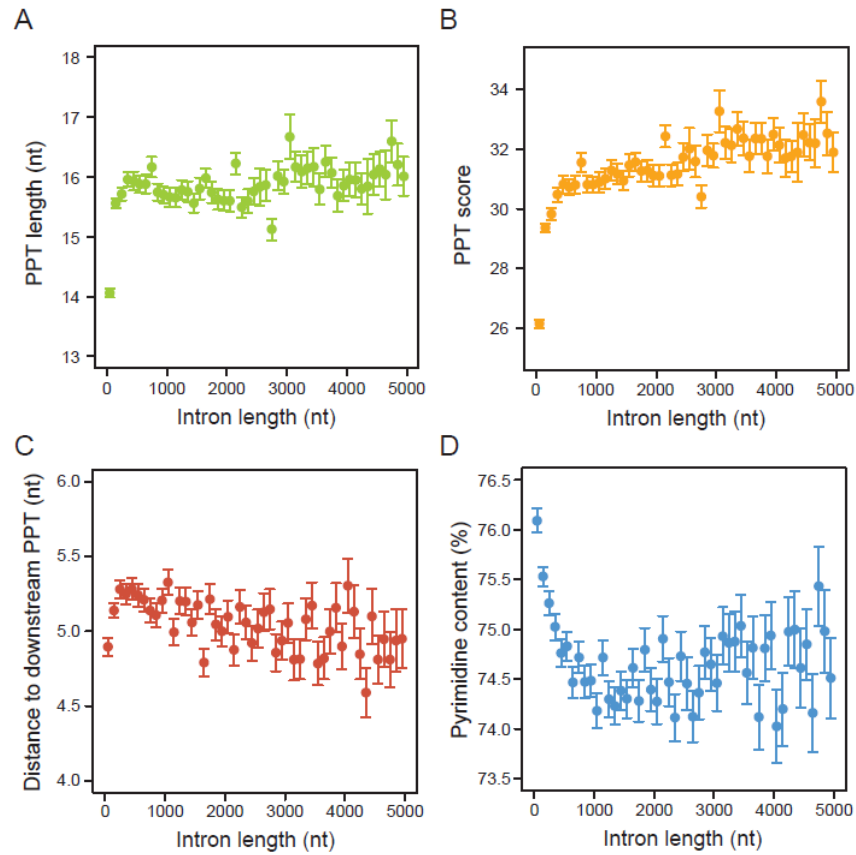 A
PPT length (nt)
18
17
16
15
14
13
0 1000 2000 3000 4000 5000
Intron length (nt)
B
PPT score
34
32
30
28
26
0 1000 2000 3000 4000 5000
Intron length (nt)
C
Distance to downstream PPT (nt)
6.0
5.5
5.0
4.5
4.0
0 1000 2000 3000 4000 5000
Intron length (nt)
D
Pyrimidine content (%)
76.5
76.0
75.5
75.0
74.5
74.0
73.5
0 1000 2000 3000 4000 5000
Intron length (nt)